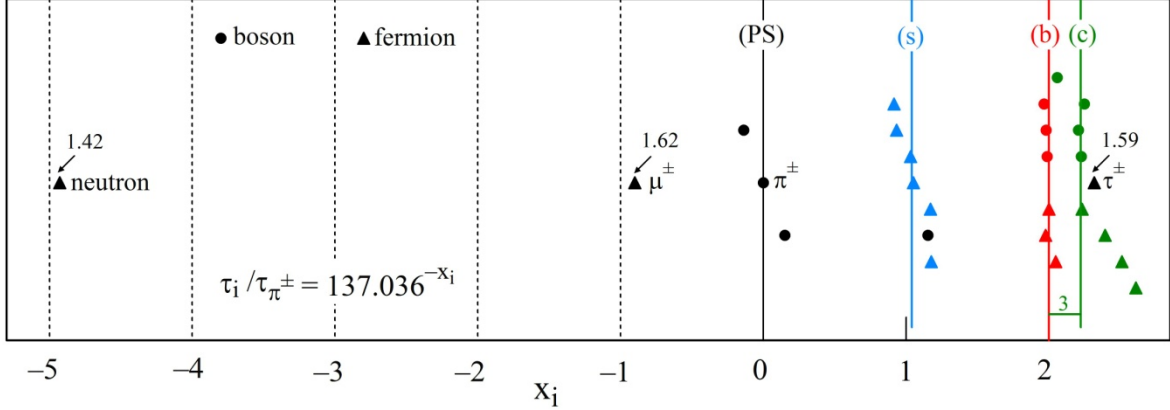 boson fermion (PS) (s) (b) (c)
1.42 1.62 1.59
neutron μ± π± τ±
τi /τπ± = 137.036^−xi
3
−5 −4 −3 −2 −1 0 1 2
xi